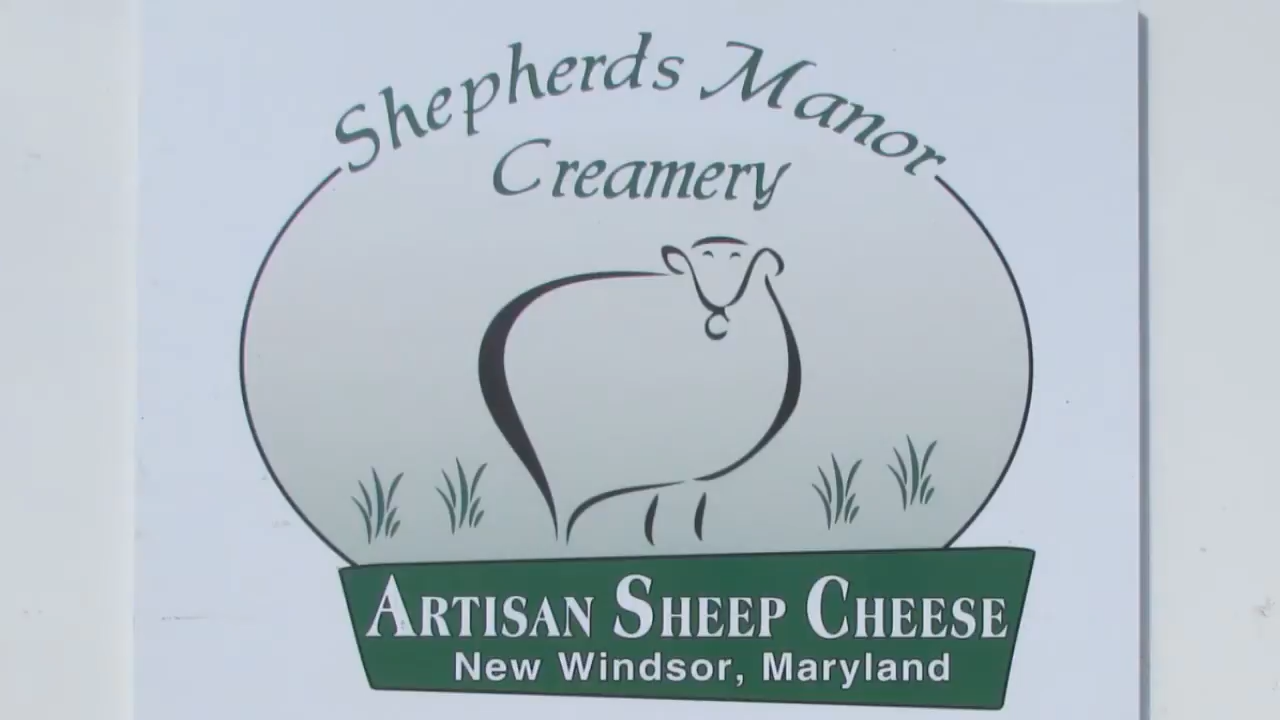 Shepherds Manor
Creamery
ARTISAN SHEEP CHEESE
New Windsor, Maryland